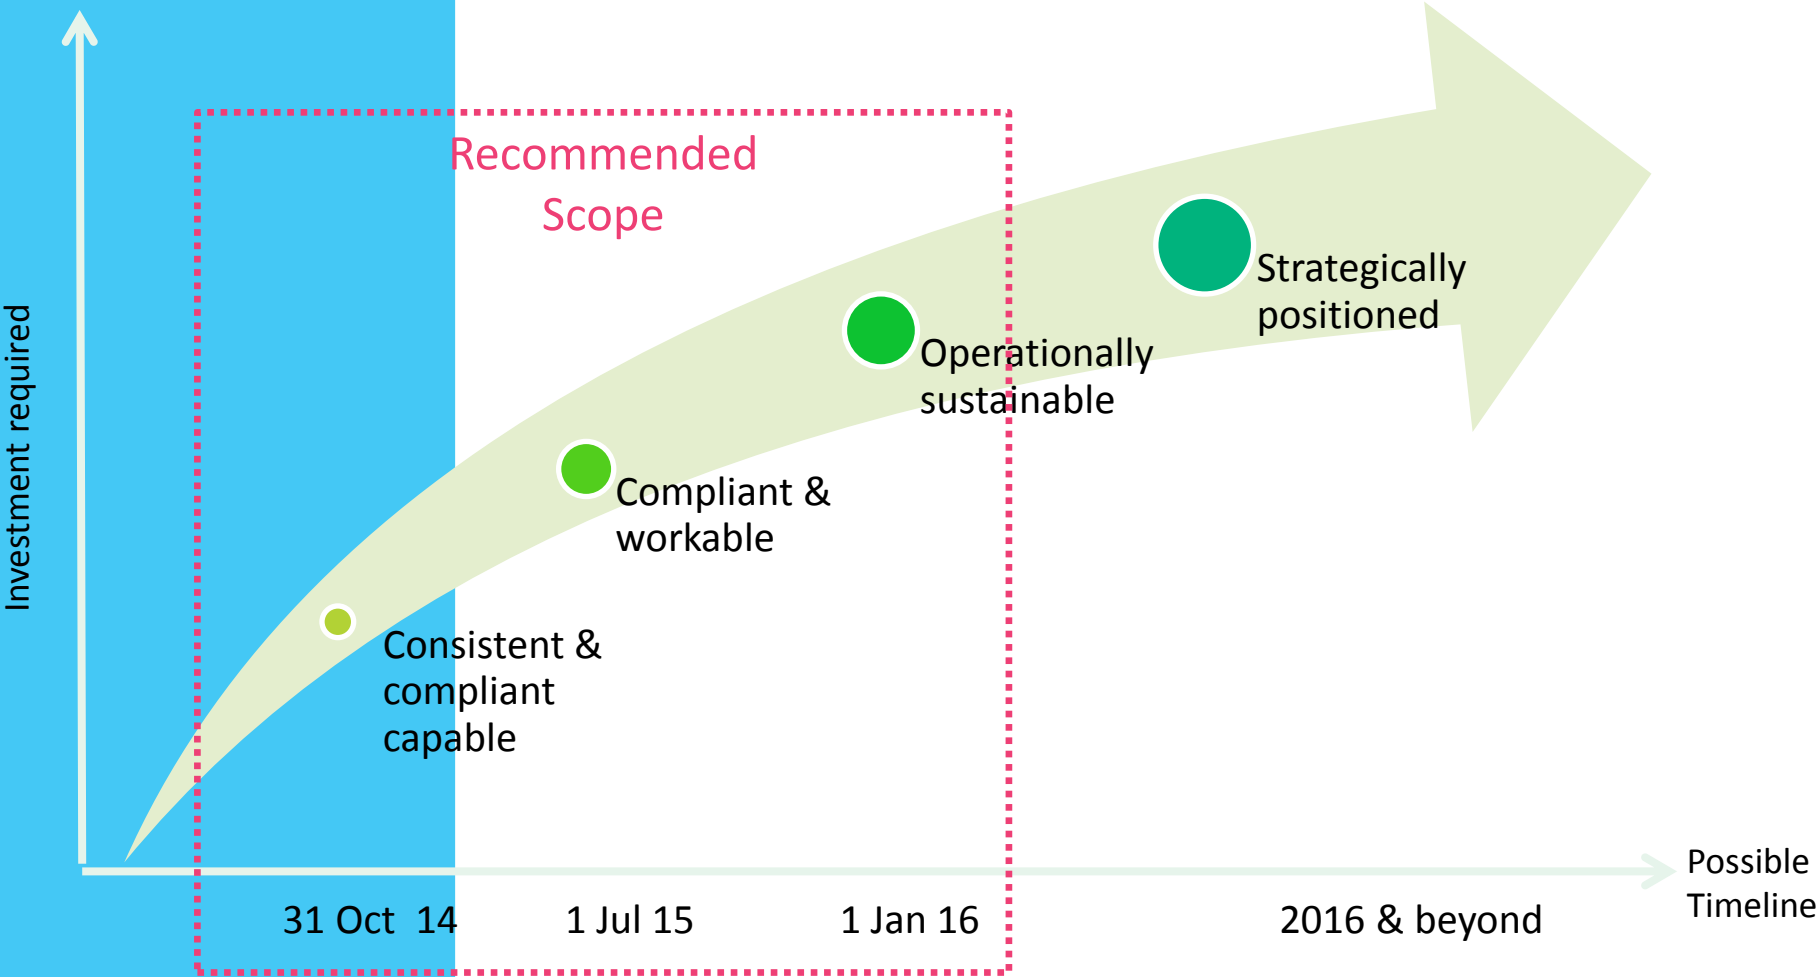 Recommended
Scope
Strategically
positioned
Operationally
sustainable
Compliant &
workable
Consistent &
compliant
capable
Investment required
31 Oct  14
1 Jul 15
1 Jan 16
2016 & beyond
Possible
Timeline